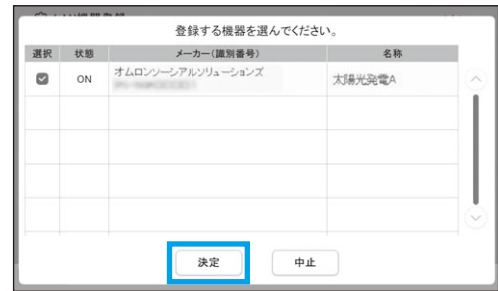 登録する機器を選んでください。
選択 状態 メーカー(識別番号) 名称
ON オムロンソーシアルソリューションズ 太陽光発電A
決定 中止